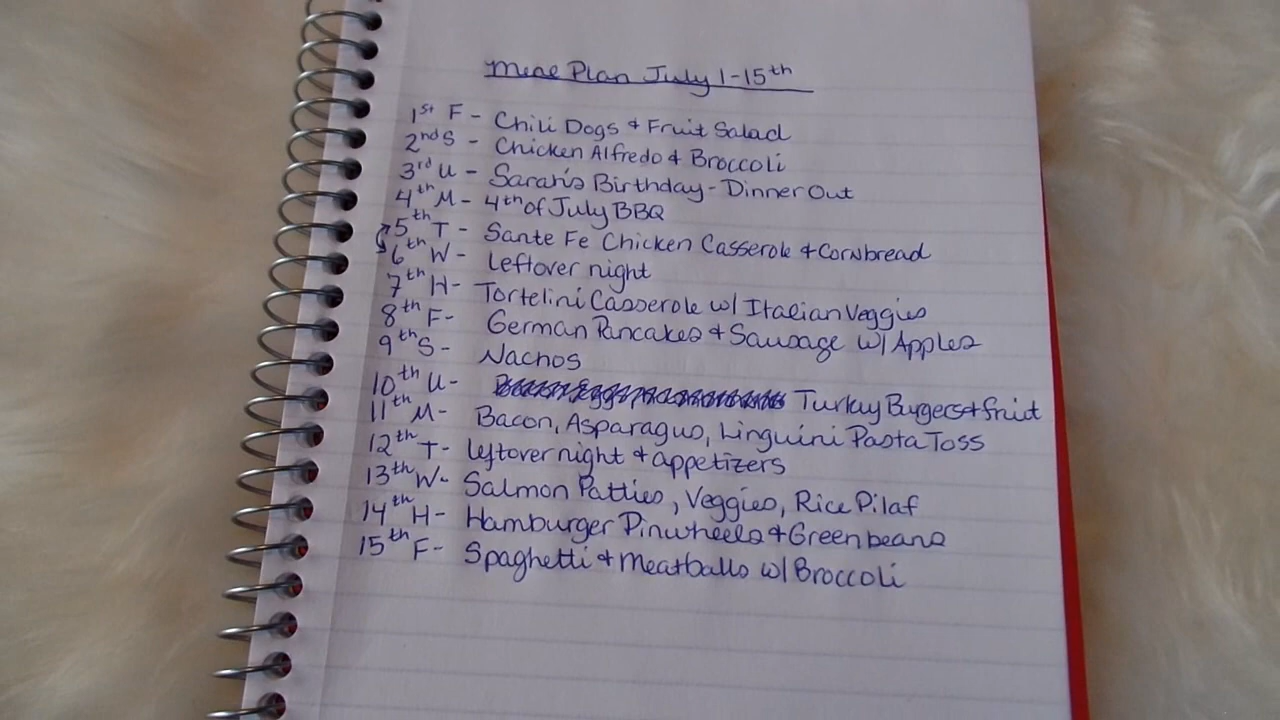 Meal Plan July 1-15th
1st F - Chili Dogs & Fruit Salad
2nd S - Chicken Alfredo & Broccoli
3rd U - Sarah's Birthday - Dinner Out
4th M - 4th of July BBQ
5th T - Sante Fe Chicken Casserole & Cornbread
6th W - Leftover night
7th H- Tortelini Casserole w/ Italian Veggies
8th F- German Pancakes & Sausage w/ Apples
9th S- Nachos
10th U- Turkey Burgers & fruit
11th M- Bacon, Asparagus, Linguini Pasta Toss
12th T- Leftover night & appetizers
13th W- Salmon Patties, Veggies, Rice Pilaf
14th H- Hamburger Pinwheels & Green beans
15th F- Spaghetti & Meatballs w/ Broccoli